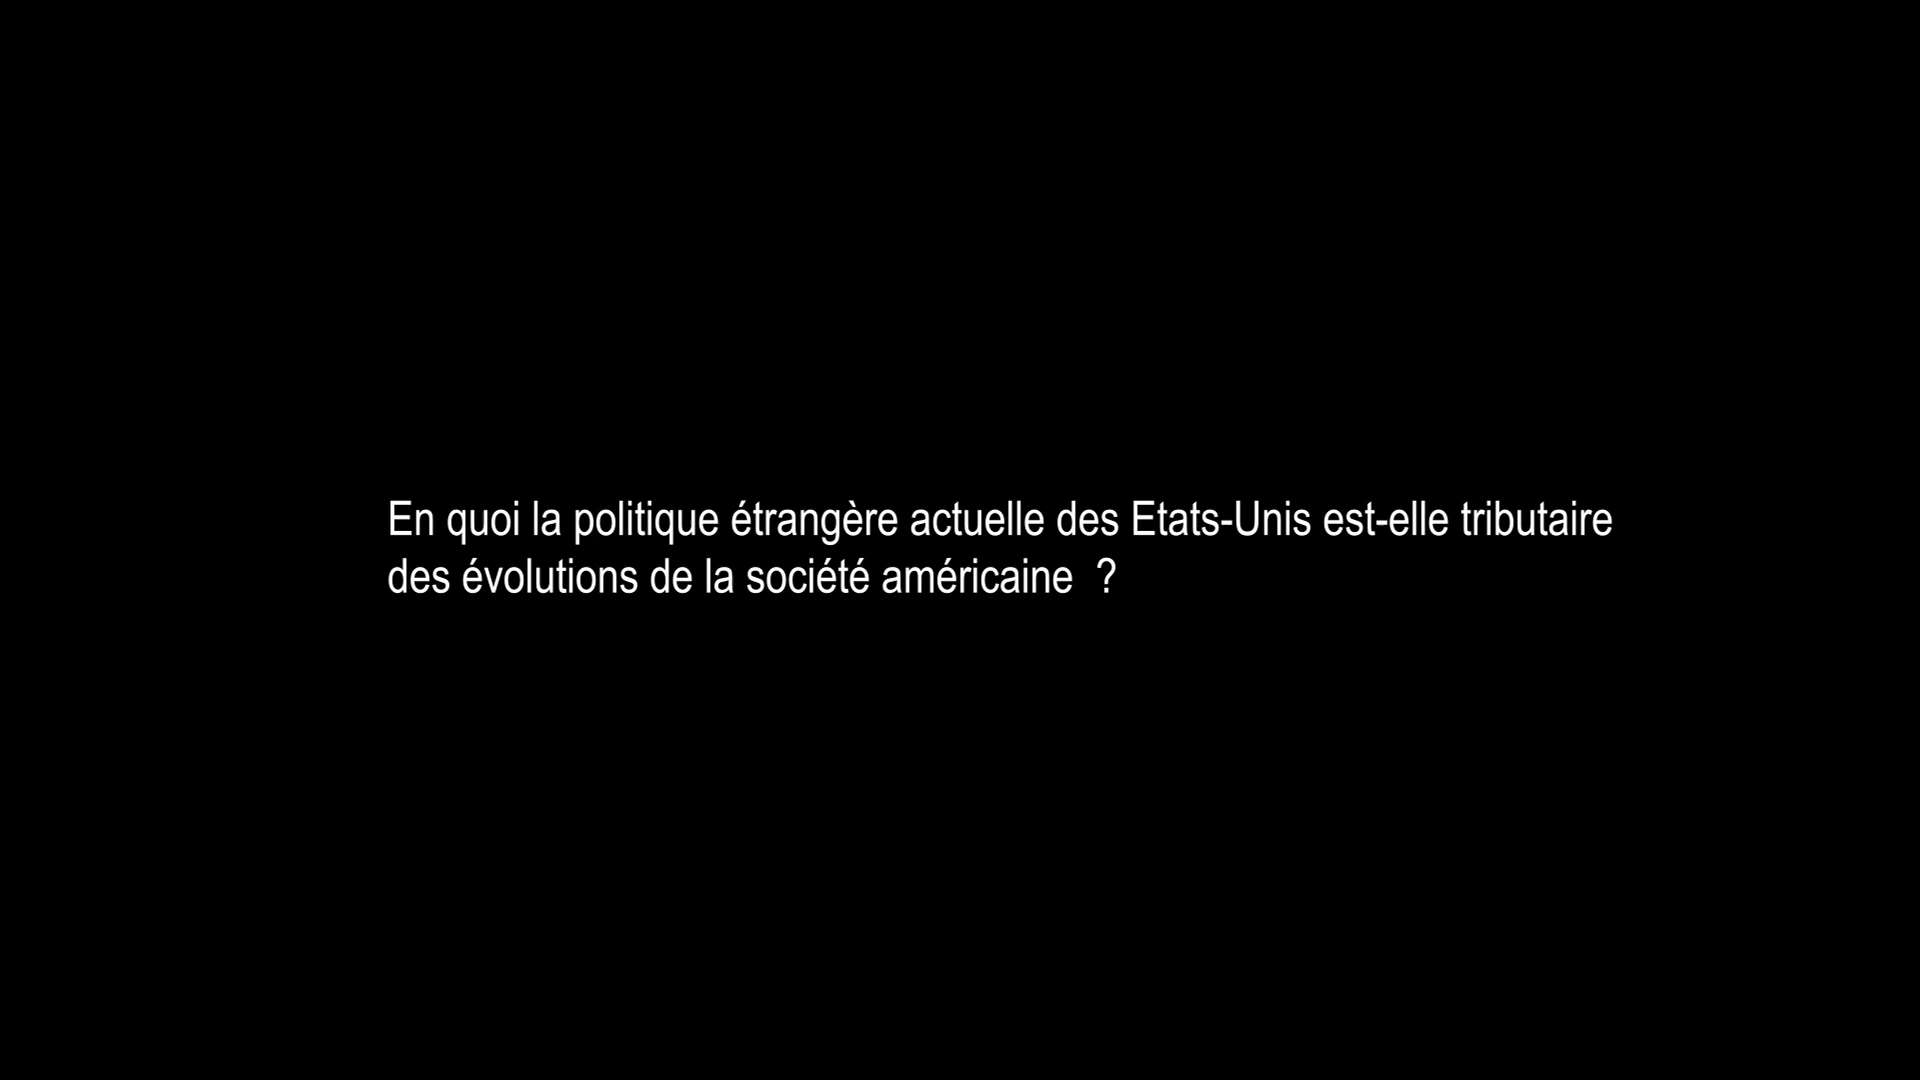 En quoi la politique étrangère actuelle des Etats-Unis est-elle tributaire
des évolutions de la société américaine  ?